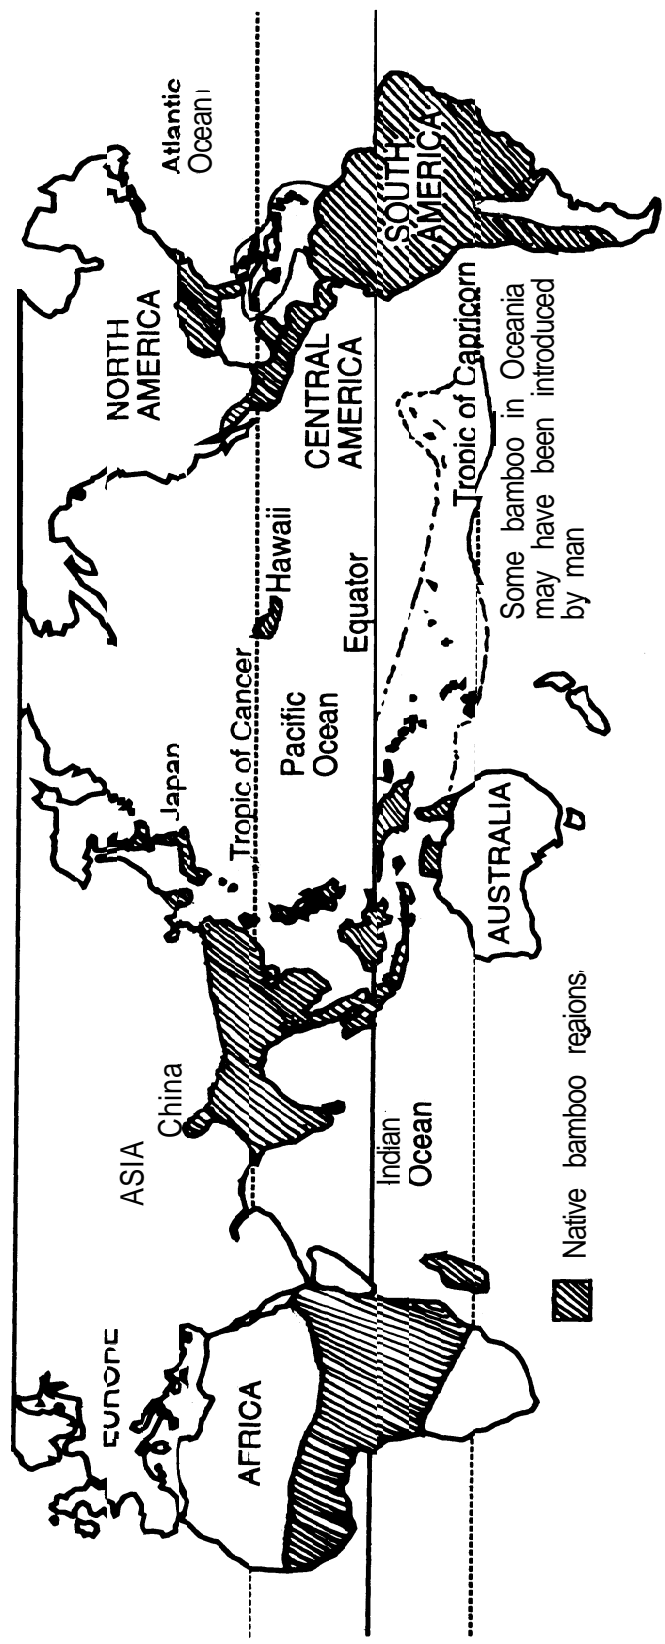 EUROPE
AFRICA
ASIA
China
Indian
Ocean
Japan
Tropic of Cancer
Pacific
Ocean
AUSTRALIA
Hawaii
Equator
NORTH
AMERICA
CENTRAL
AMERICA
Atlantic
Ocean
SOUTH
AMERICA
Tropic of Capricorn
Some bamboo in Oceania
may have been introduced
by man
Native bamboo regions